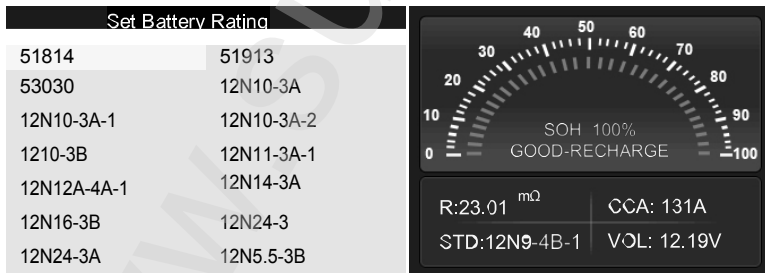 Set Battery Rating
51814 51913
53030 12N10-3A
12N10-3A-1 12N10-3A-2
1210-3B 12N11-3A-1
12N12A-4A-1 12N14-3A
12N16-3B 12N24-3
12N24-3A 12N5.5-3B
0 10 20 30 40 50 60 70 80 90 100
SOH 100%
GOOD-RECHARGE
R:23.01 mΩ CCA: 131A
STD:12N9-4B-1 VOL: 12.19V